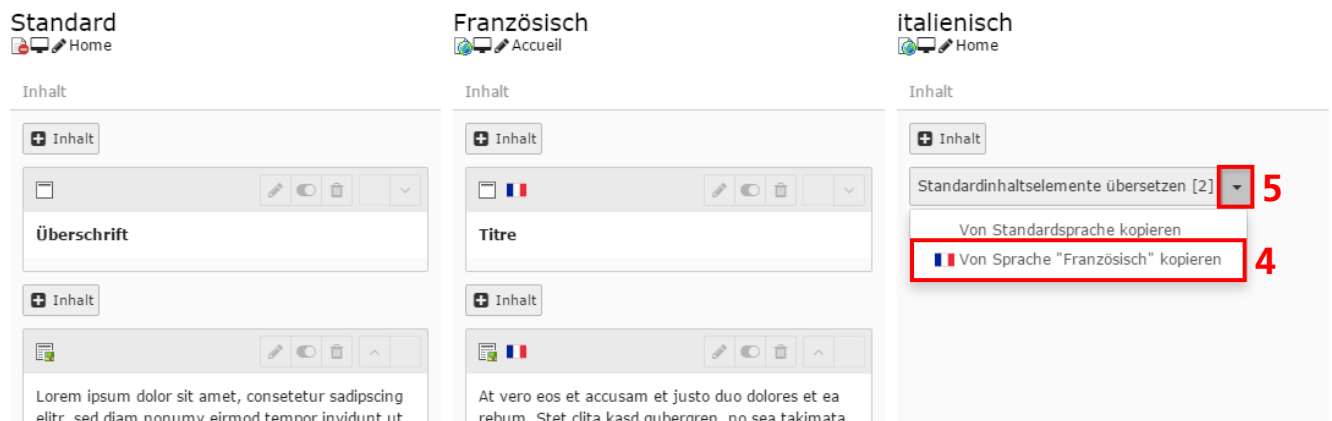 Standard
Home
Inhalt
Inhalt
Überschrift
Inhalt
Lorem ipsum dolor sit amet, consetetur sadipscing
elitr, sed diam nonumy eirmod tempor invidunt ut
Französisch
Accueil
Inhalt
Inhalt
Titre
Inhalt
At vero eos et accusam et justo duo dolores et ea
rebum. Stet clita kasd gubergren, no sea takimata
italienisch
Home
Inhalt
Inhalt
Standardinhaltselemente übersetzen [2] 5
Von Standardsprache kopieren
Von Sprache "Französisch" kopieren 4